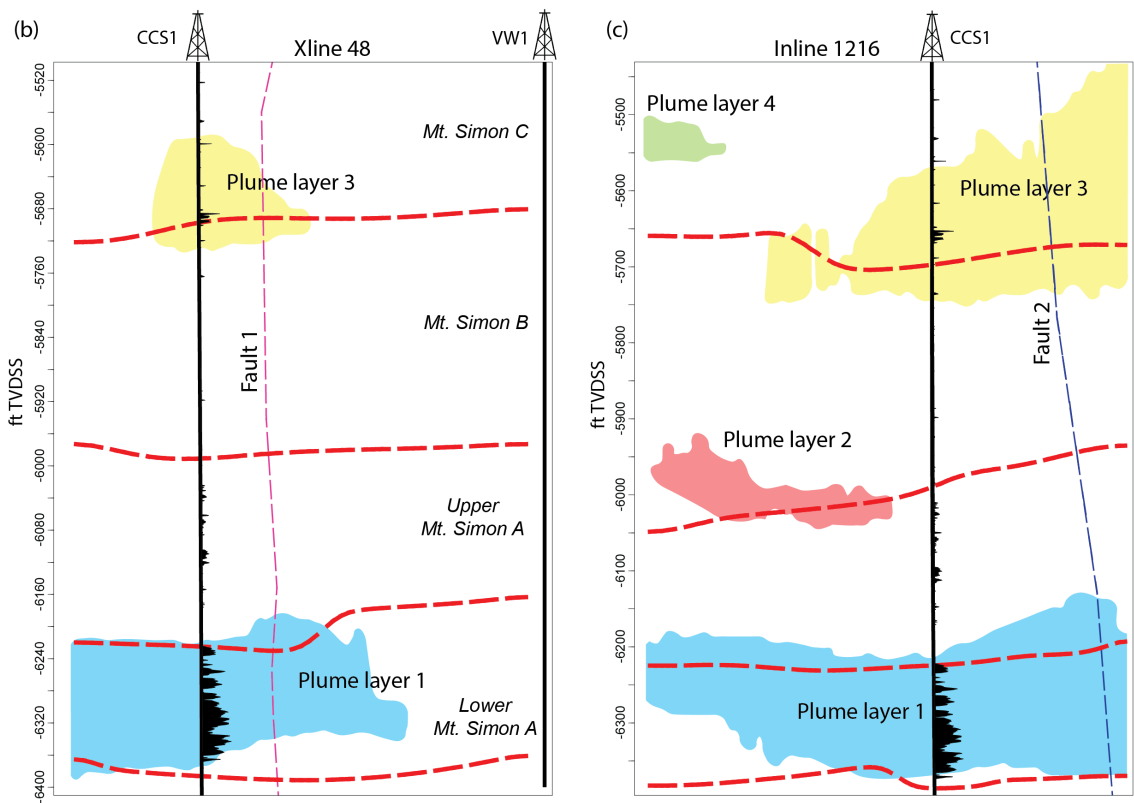 (b)
CCS1
Xline 48
VW1
-5520
-5600
-5680
-5760
-5840
-5920
-6000
-6080
-6160
-6240
-6320
-6400
ft TVDSS
Mt. Simon C
Plume layer 3
Mt. Simon B
Fault 1
Upper
Mt. Simon A
Plume layer 1
Lower
Mt. Simon A
(c)
Inline 1216
CCS1
-5500
-5600
-5700
-5800
-5900
-6000
-6100
-6200
-6300
ft TVDSS
Plume layer 4
Plume layer 3
Fault 2
Plume layer 2
Plume layer 1